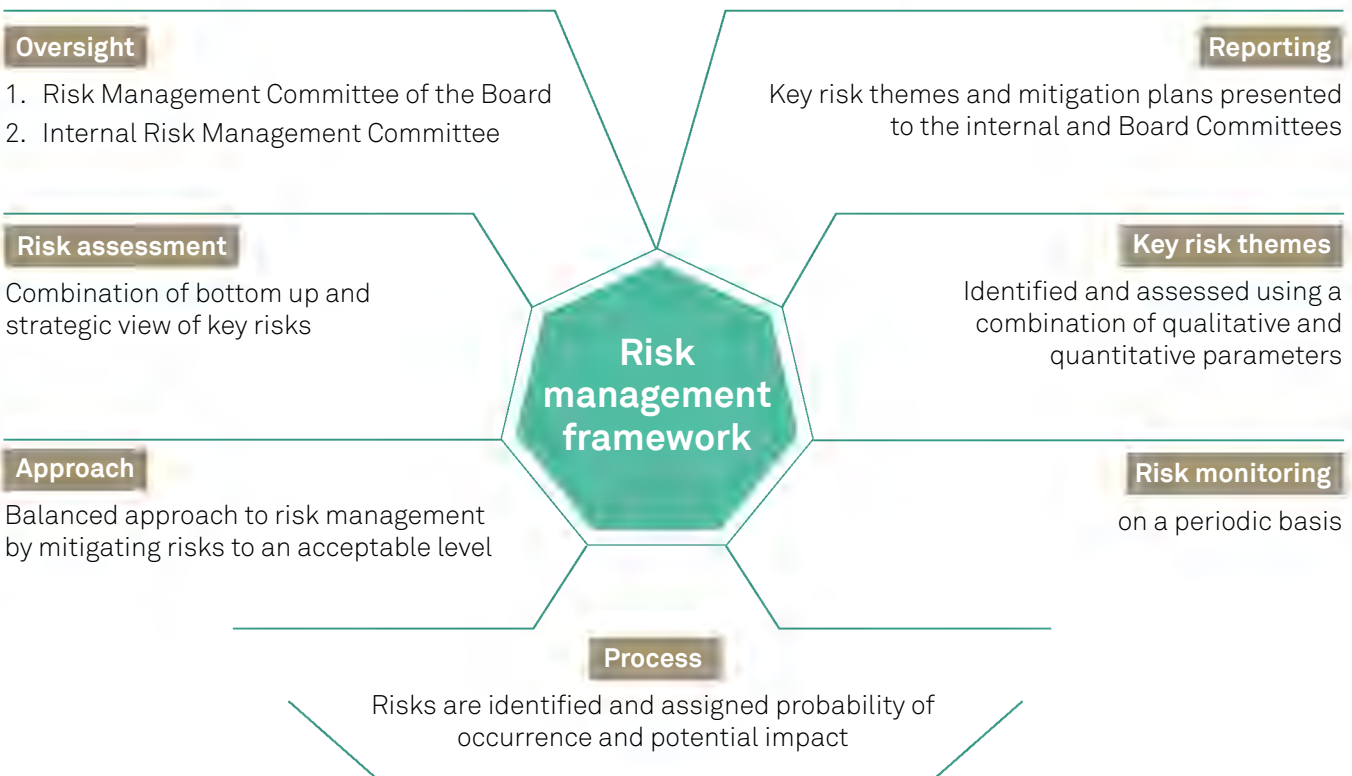 Oversight
1. Risk Management Committee of the Board
2. Internal Risk Management Committee
Risk assessment
Combination of bottom up and
strategic view of key risks
Approach
Balanced approach to risk management
by mitigating risks to an acceptable level
Risk
management
framework
Reporting
Key risk themes and mitigation plans presented
to the internal and Board Committees
Key risk themes
Identified and assessed using a
combination of qualitative and
quantitative parameters
Risk monitoring
on a periodic basis
Process
Risks are identified and assigned probability of
occurrence and potential impact